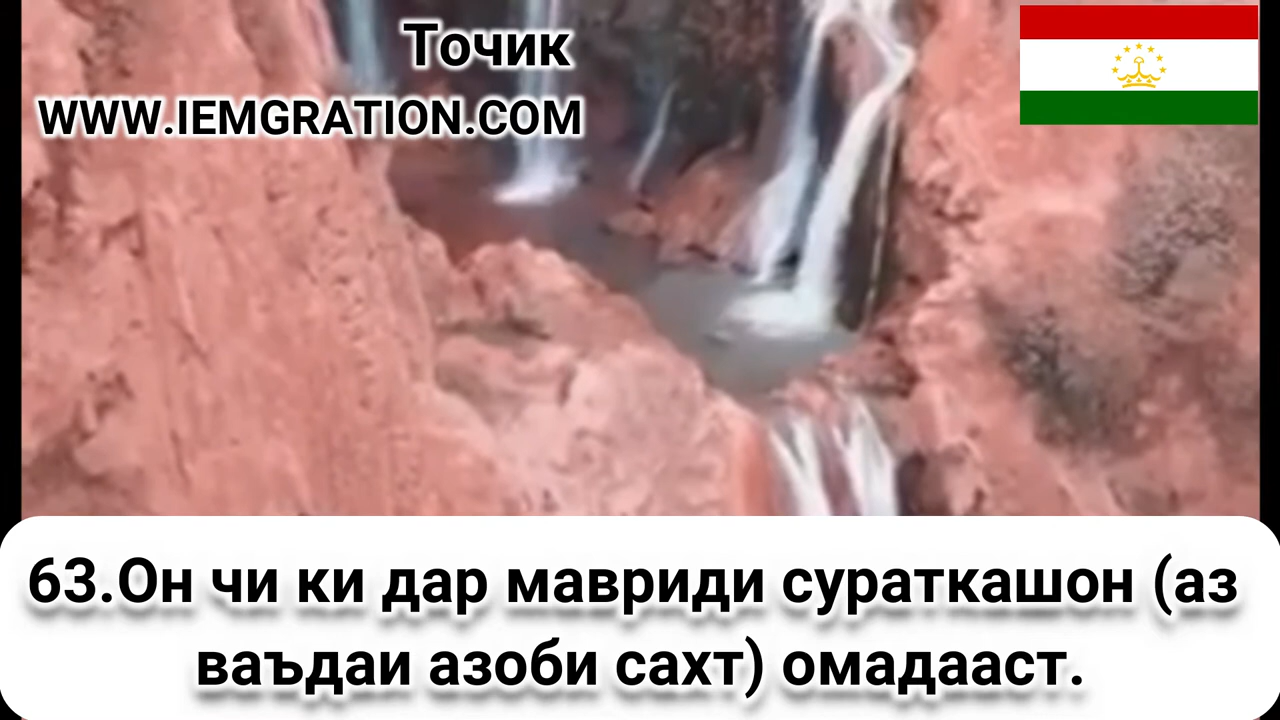 Точик
WWW.IEMGRATION.COM
63.Он чи ки дар мавриди сураткашон (аз
ваъдаи азоби сахт) омадааст.